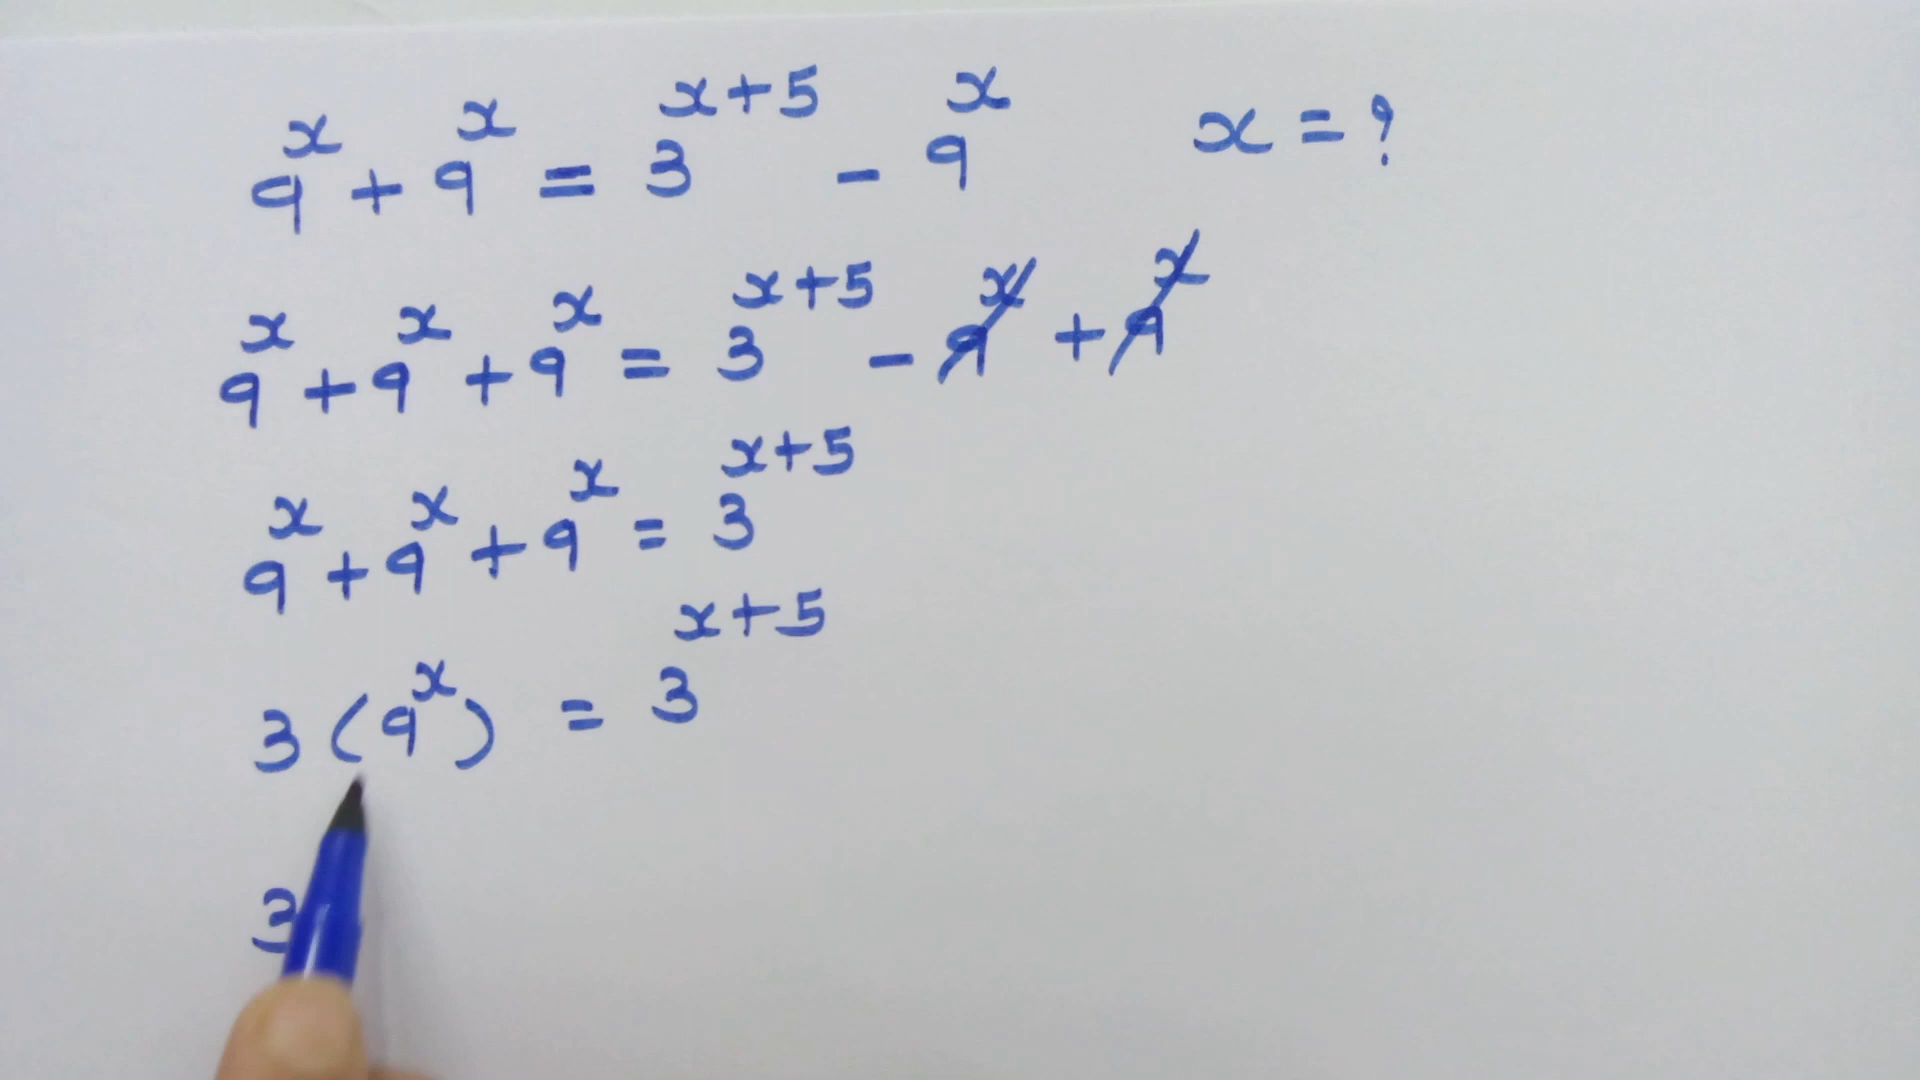 9^x + 9^x = 3^(x+5) - 9^x    x = ?
9^x + 9^x + 9^x = 3^(x+5) - 9^x + 9^x
9^x + 9^x + 9^x = 3^(x+5)
3(9^x) = 3^(x+5)
3